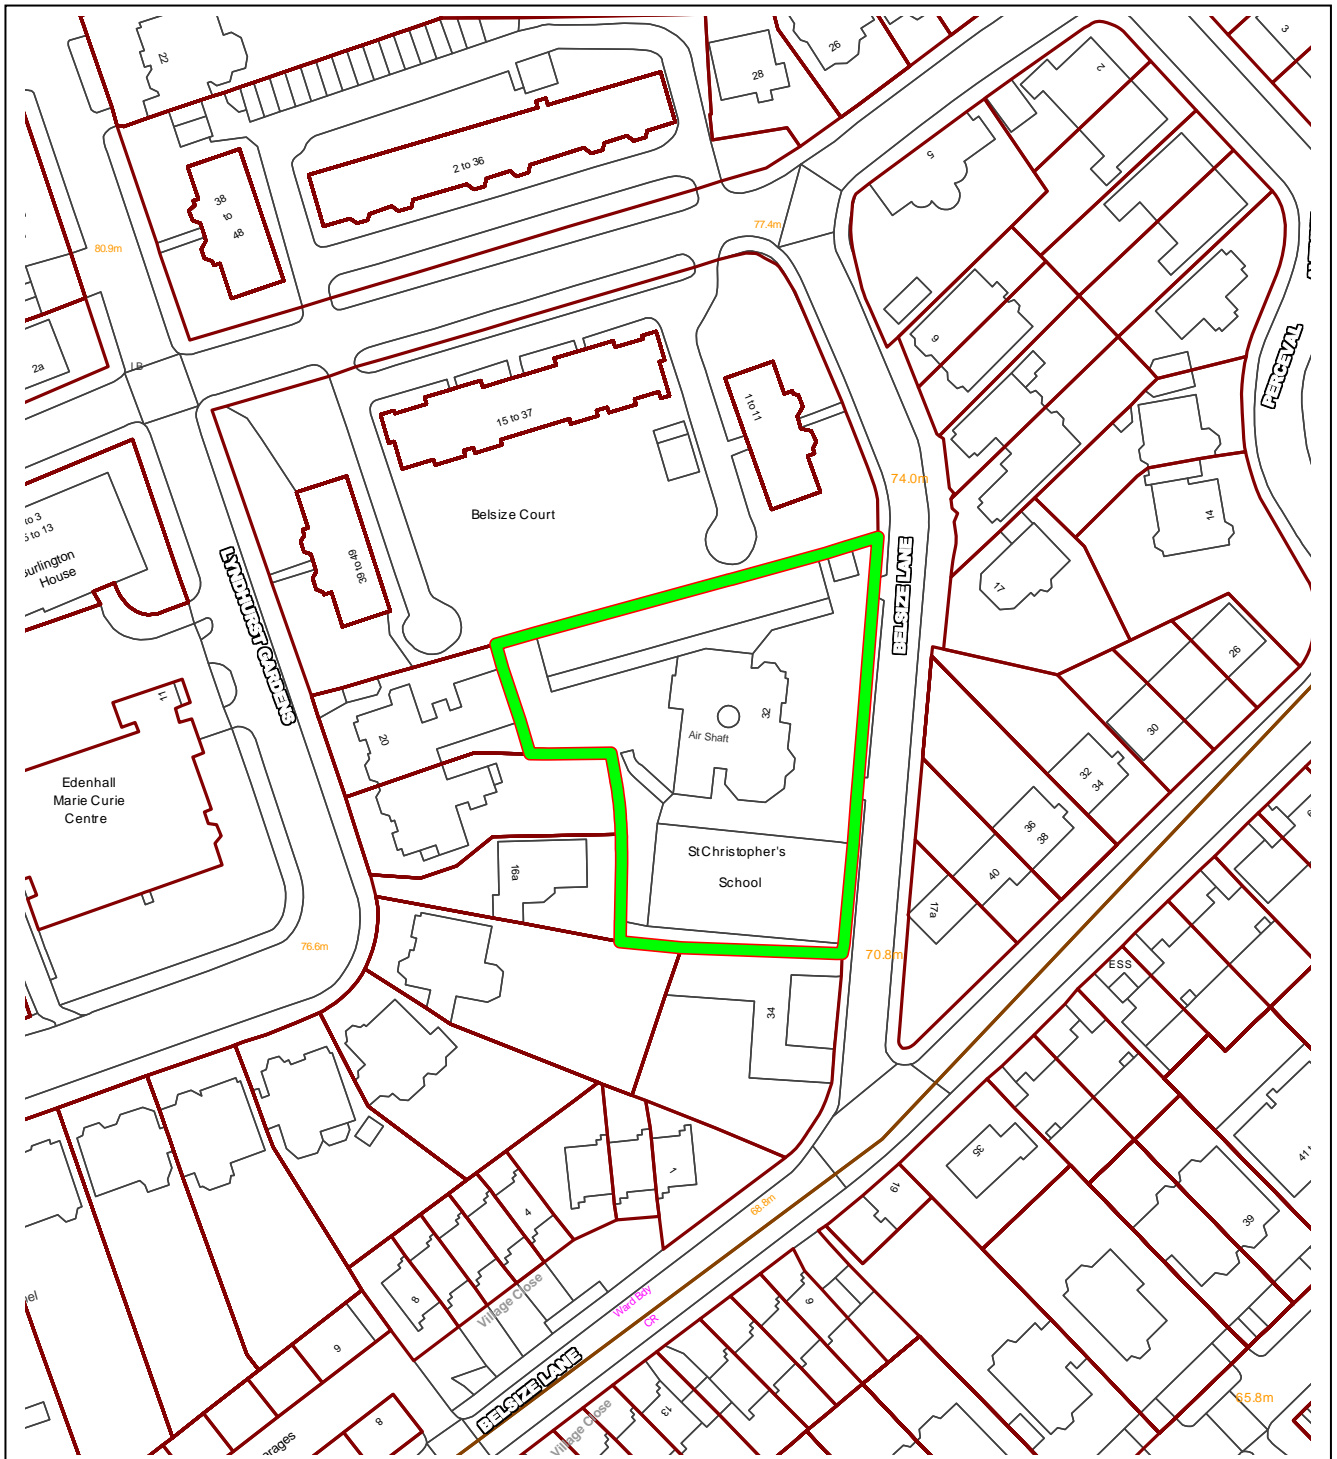 22
26
3
28
2
2 to 36
5
38
to
48
77.4m
80.9m
9
2a
LB
PERCEVAL
15 to 37
1 to 11
74.0m
Belsize Court
14
to 3
to 13
Burlington
House
39 to 49
LYNDHURST GARDENS
BELSIZE LANE
17
26
11
20
32
Air Shaft
30
32
34
Edenhall
Marie Curie
Centre
36
38
St Christopher's
School
16a
40
17a
76.6m
70.8m
ESS
34
35
41
1
19
4
39
68.8m
8
Village Close
Ward Bdy
CR
9
9
BELSIZE LANE
65.8m
8
13
Village Close